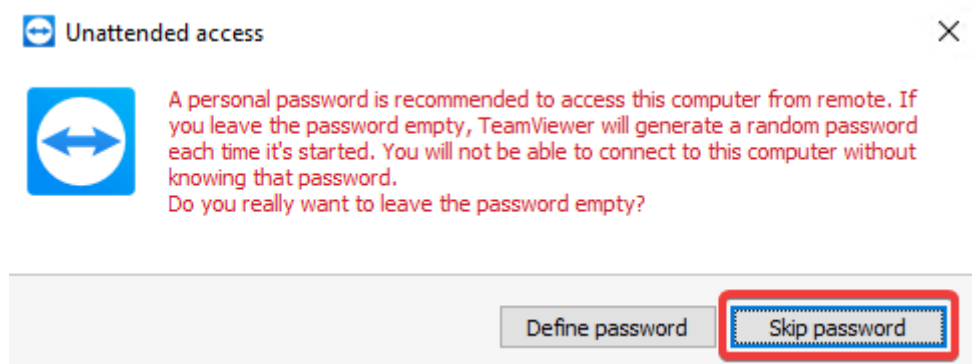 Unattended access
A personal password is recommended to access this computer from remote. If
you leave the password empty, TeamViewer will generate a random password
each time it's started. You will not be able to connect to this computer without
knowing that password.
Do you really want to leave the password empty?
Define password
Skip password